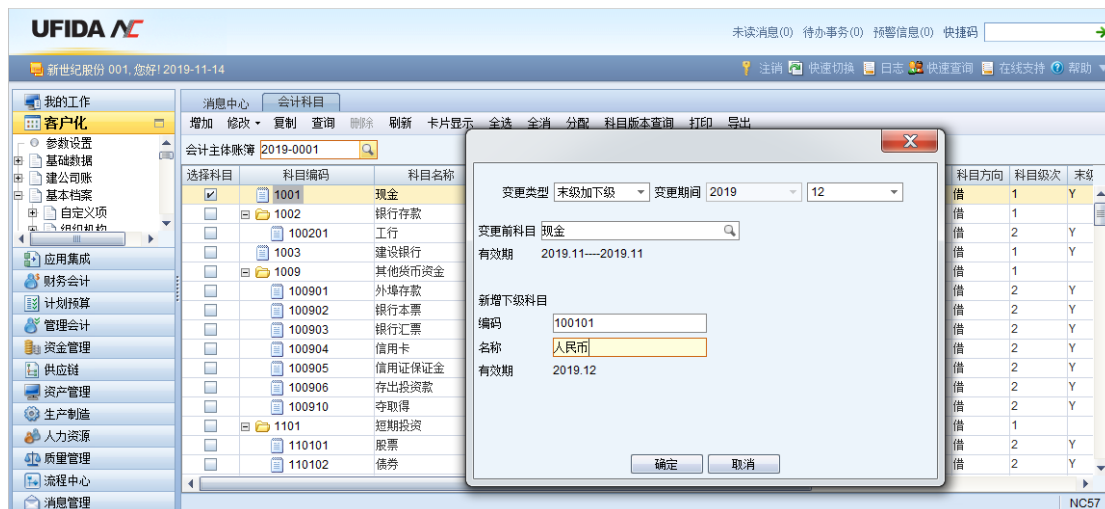 UFIDA NC
未读消息(0) 待办事务(0) 预警信息(0) 快捷码
新世纪股份 001, 您好! 2019-11-14
注销 快速切换 日志 快速查询 在线支持 帮助
我的工作
客户化
参数设置
基础数据
建公司账
基本档案
自定义项
组织机构
应用集成
财务会计
计划预算
管理会计
资金管理
供应链
资产管理
生产制造
人力资源
质量管理
流程中心
消息管理
消息中心 会计科目
增加 修改 复制 查询 删除 刷新 卡片显示 全选 全消 分配 科目版本查询 打印 导出
会计主体账簿 2019-0001
选择科目 科目编码 科目名称 科目方向 科目级次 末级
1001 现金 借 1 Y
1002 银行存款 借 1
100201 工行 借 2 Y
1003 建设银行 借 1 Y
1009 其他货币资金 借 1
100901 外埠存款 借 2 Y
100902 银行本票 借 2 Y
100903 银行汇票 借 2 Y
100904 信用卡 借 2 Y
100905 信用证保证金 借 2 Y
100906 存出投资款 借 2 Y
100910 夺取得 借 2 Y
1101 短期投资 借 1
110101 股票 借 2 Y
110102 债券 借 2 Y
变更类型 末级加下级 变更期间 2019 12
变更前科目 现金
有效期 2019.11----2019.11
新增下级科目
编码 100101
名称 人民币
有效期 2019.12
确定 取消
NC57